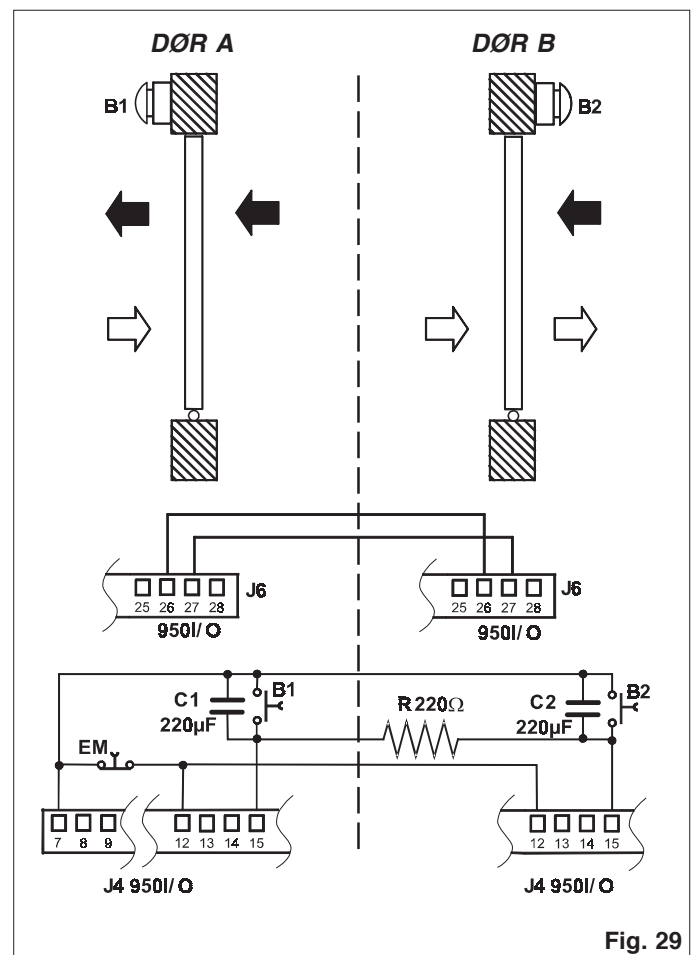 DØR A DØR B
B1 B2
J6 J6
25 26 27 28 25 26 27 28
950I/O 950I/O
C1 B1 C2 B2
220µF R 220Ω 220µF
EM
7 8 9 12 13 14 15 12 13 14 15
J4 950I/O J4 950I/O
Fig. 29